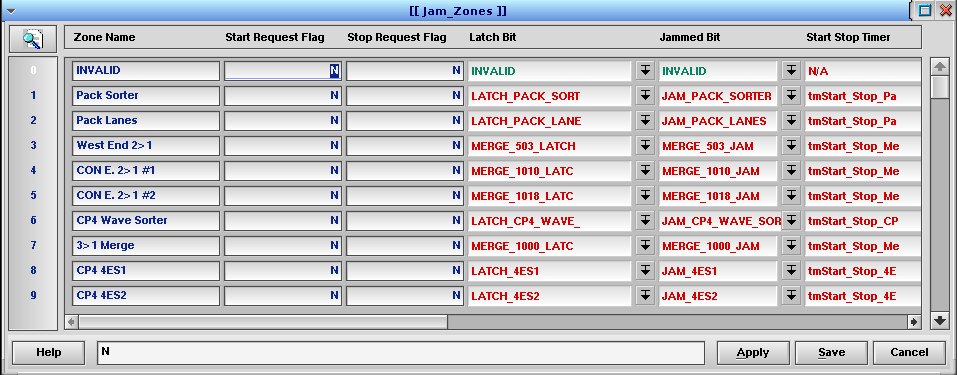 [[ Jam_Zones ]]
Zone Name Start Request Flag Stop Request Flag Latch Bit Jammed Bit Start Stop Timer
0 INVALID N N INVALID INVALID N/A
1 Pack Sorter N N LATCH_PACK_SORT JAM_PACK_SORTER tmStart_Stop_Pa
2 Pack Lanes N N LATCH_PACK_LANE JAM_PACK_LANES tmStart_Stop_Pa
3 West End 2>1 N N MERGE_503_LATCH MERGE_503_JAM tmStart_Stop_Me
4 CON E. 2>1 #1 N N MERGE_1010_LATC MERGE_1010_JAM tmStart_Stop_Me
5 CON E. 2>1 #2 N N MERGE_1018_LATC MERGE_1018_JAM tmStart_Stop_Me
6 CP4 Wave Sorter N N LATCH_CP4_WAVE_ JAM_CP4_WAVE_SOR tmStart_Stop_CP
7 3>1 Merge N N MERGE_1000_LATC MERGE_1000_JAM tmStart_Stop_Me
8 CP4 4ES1 N N LATCH_4ES1 JAM_4ES1 tmStart_Stop_4E
9 CP4 4ES2 N N LATCH_4ES2 JAM_4ES2 tmStart_Stop_4E
Help N Apply Save Cancel